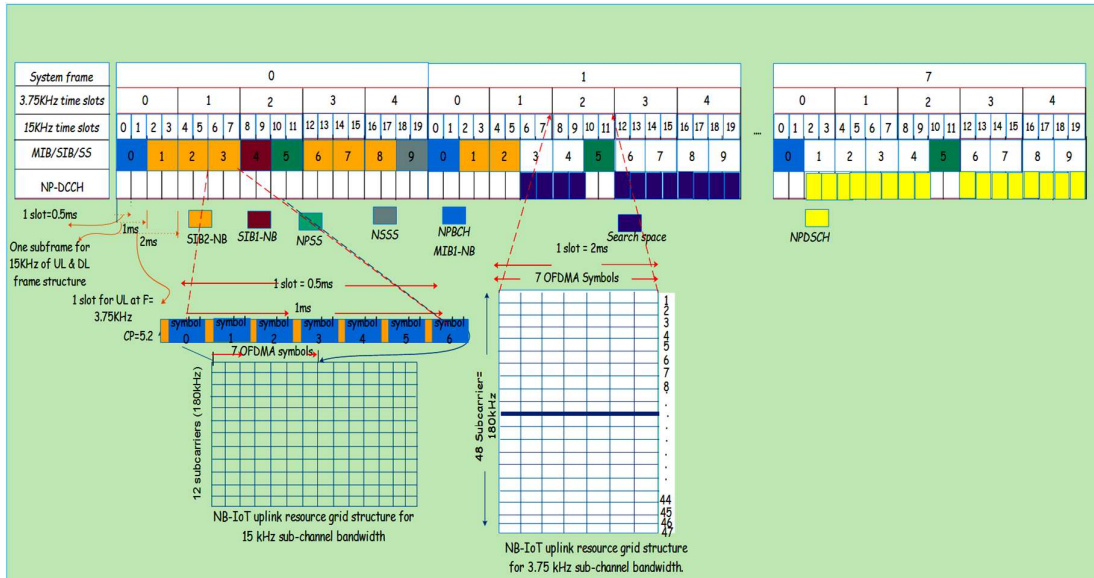 System frame 0 1 7
3.75KHz time slots 0 1 2 3 4 0 1 2 3 4 0 1 2 3 4
15KHz time slots 0 1 2 3 4 5 6 7 8 9 10 11 12 13 14 15 16 17 18 19 0 1 2 3 4 5 6 7 8 9 10 11 12 13 14 15 16 17 18 19 .... 0 1 2 3 4 5 6 7 8 9 10 11 12 13 14 15 16 17 18 19
MIB/SIB/SS 0 1 2 3 4 5 6 7 8 9 0 1 2 3 4 5 6 7 8 9 0 1 2 3 4 5 6 7 8 9
NP-DCCH
1 slot=0.5ms
1ms
2ms
One subframe for
15KHz of UL & DL
frame structure
SIB2-NB
SIB1-NB
NPSS
NSSS
NPBCH
MIB1-NB
Search space
NPDSCH
1 slot = 2ms
7 OFDMA Symbols
1 slot for UL at F=
3.75KHz
1 slot = 0.5ms
1ms
CP=5.2
symbol symbol symbol symbol symbol symbol symbol
0 1 2 3 4 5 6
7 OFDMA symbols
12 subcarriers (180kHz)
NB-IoT uplink resource grid structure for
15 kHz sub-channel bandwidth
48 Subcarrier=
180kHz
1
2
3
4
5
6
7
8
.
.
.
.
.
.
44
45
46
47
NB-IoT uplink resource grid structure
for 3.75 kHz sub-channel bandwidth.